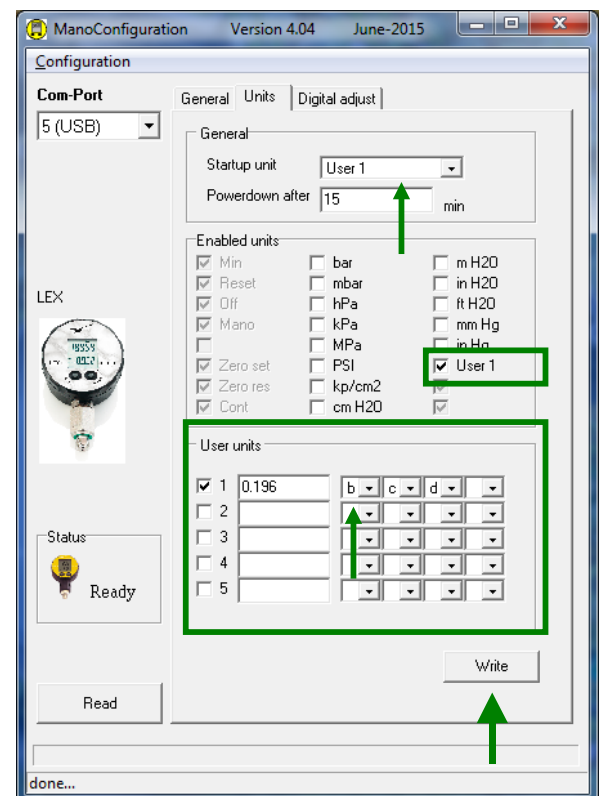 ManoConfiguration Version 4.04 June-2015
Configuration
Com-Port
5 (USB)
General Units Digital adjust
General
Startup unit User 1
Powerdown after 15 min
Enabled units
Min bar m H2O
Reset mbar in H2O
Off hPa ft H2O
Mano kPa mm Hg
MPa in Hg
Zero set PSI User 1
Zero res kp/cm2
Cont cm H2O
LEX
User units
1 0.196 b c d
2
3
4
5
Status
Ready
Write
Read
done...